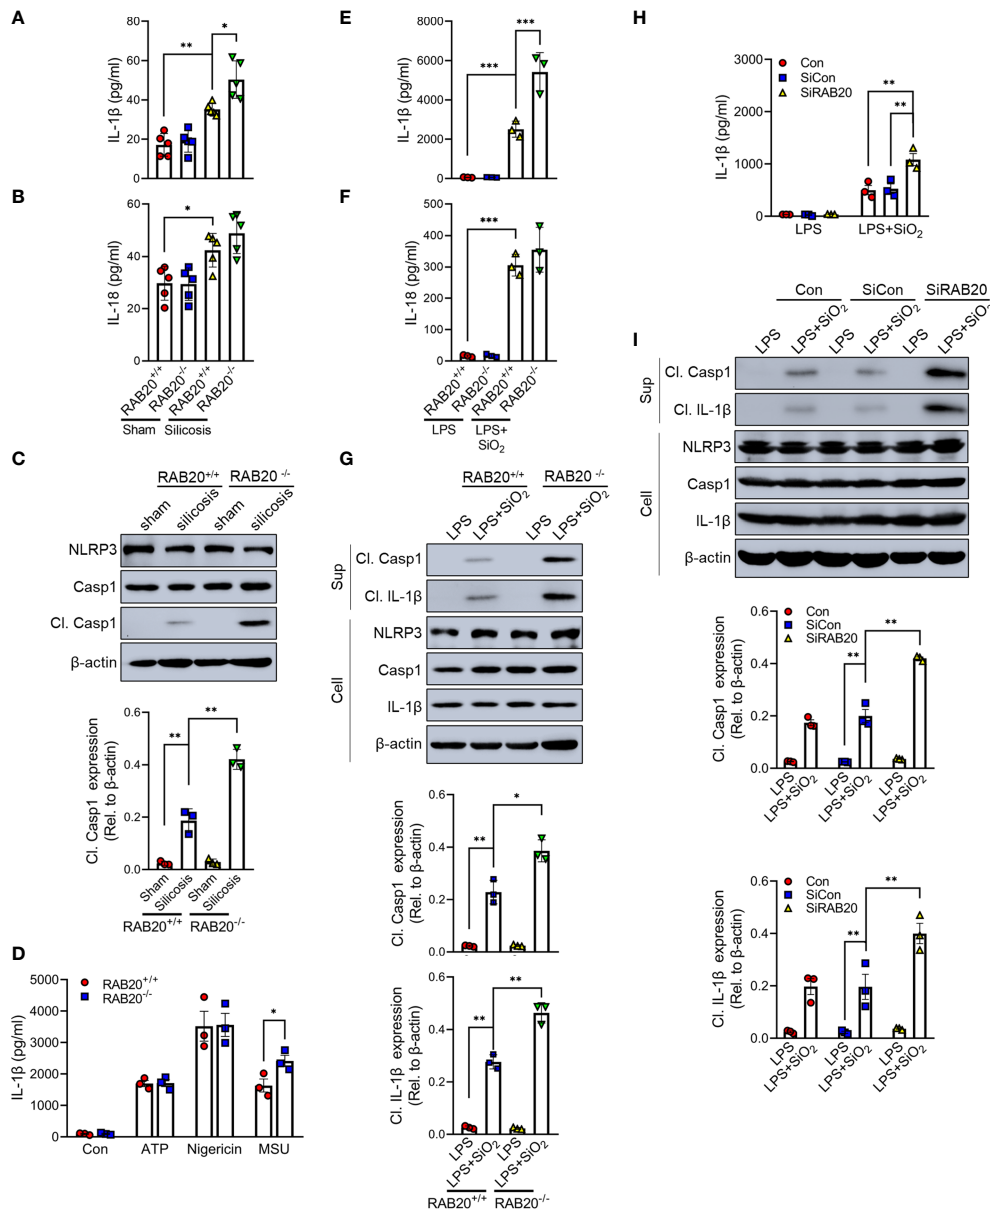 A
IL-1β (pg/ml)
80
60
40
20
0
**
*
B
IL-18 (pg/ml)
60
40
20
0
*
RAB20+/+
RAB20-/-
RAB20+/+
RAB20-/-
Sham
Silicosis
C
RAB20+/+
RAB20 -/-
sham
silicosis
sham
silicosis
NLRP3
Casp1
Cl. Casp1
β-actin
Cl. Casp1 expression
(Rel. to β-actin)
0.6
0.4
0.2
0.0
**
**
Sham
Silicosis
Sham
Silicosis
RAB20+/+
RAB20-/-
D
IL-1β (pg/ml)
5000
4000
3000
2000
1000
0
RAB20+/+
RAB20-/-
*
Con
ATP
Nigericin
MSU
E
IL-1β (pg/ml)
8000
6000
4000
2000
0
***
***
F
IL-18 (pg/ml)
500
400
300
200
100
0
***
RAB20+/+
RAB20-/-
RAB20+/+
RAB20-/-
LPS
LPS+
SiO2
G
RAB20+/+
RAB20 -/-
LPS
LPS+SiO2
LPS
LPS+SiO2
Sup
Cl. Casp1
Cl. IL-1β
Cell
NLRP3
Casp1
IL-1β
β-actin
Cl. Casp1 expression
(Rel. to β-actin)
0.6
0.4
0.2
0.0
**
*
Cl. IL-1β expression
(Rel. to β-actin)
0.6
0.4
0.2
0.0
**
**
LPS
LPS+SiO2
LPS
LPS+SiO2
RAB20+/+
RAB20-/-
H
IL-1β (pg/ml)
3000
2000
1000
0
Con
SiCon
SiRAB20
**
**
LPS
LPS+SiO2
I
Con
SiCon
SiRAB20
LPS
LPS+SiO2
LPS
LPS+SiO2
LPS
LPS+SiO
Sup
Cl. Casp1
Cl. IL-1β
Cell
NLRP3
Casp1
IL-1β
β-actin
Cl. Casp1 expression
(Rel. to β-actin)
0.6
0.4
0.2
0.0
Con
SiCon
SiRAB20
**
**
LPS
LPS+SiO2
LPS
LPS+SiO2
LPS
LPS+SiO2
Cl. IL-1β expression
(Rel. to β-actin)
0.6
0.4
0.2
0.0
Con
SiCon
SiRAB20
**
**
LPS
LPS+SiO2
LPS
LPS+SiO2
LPS
LPS+SiO2